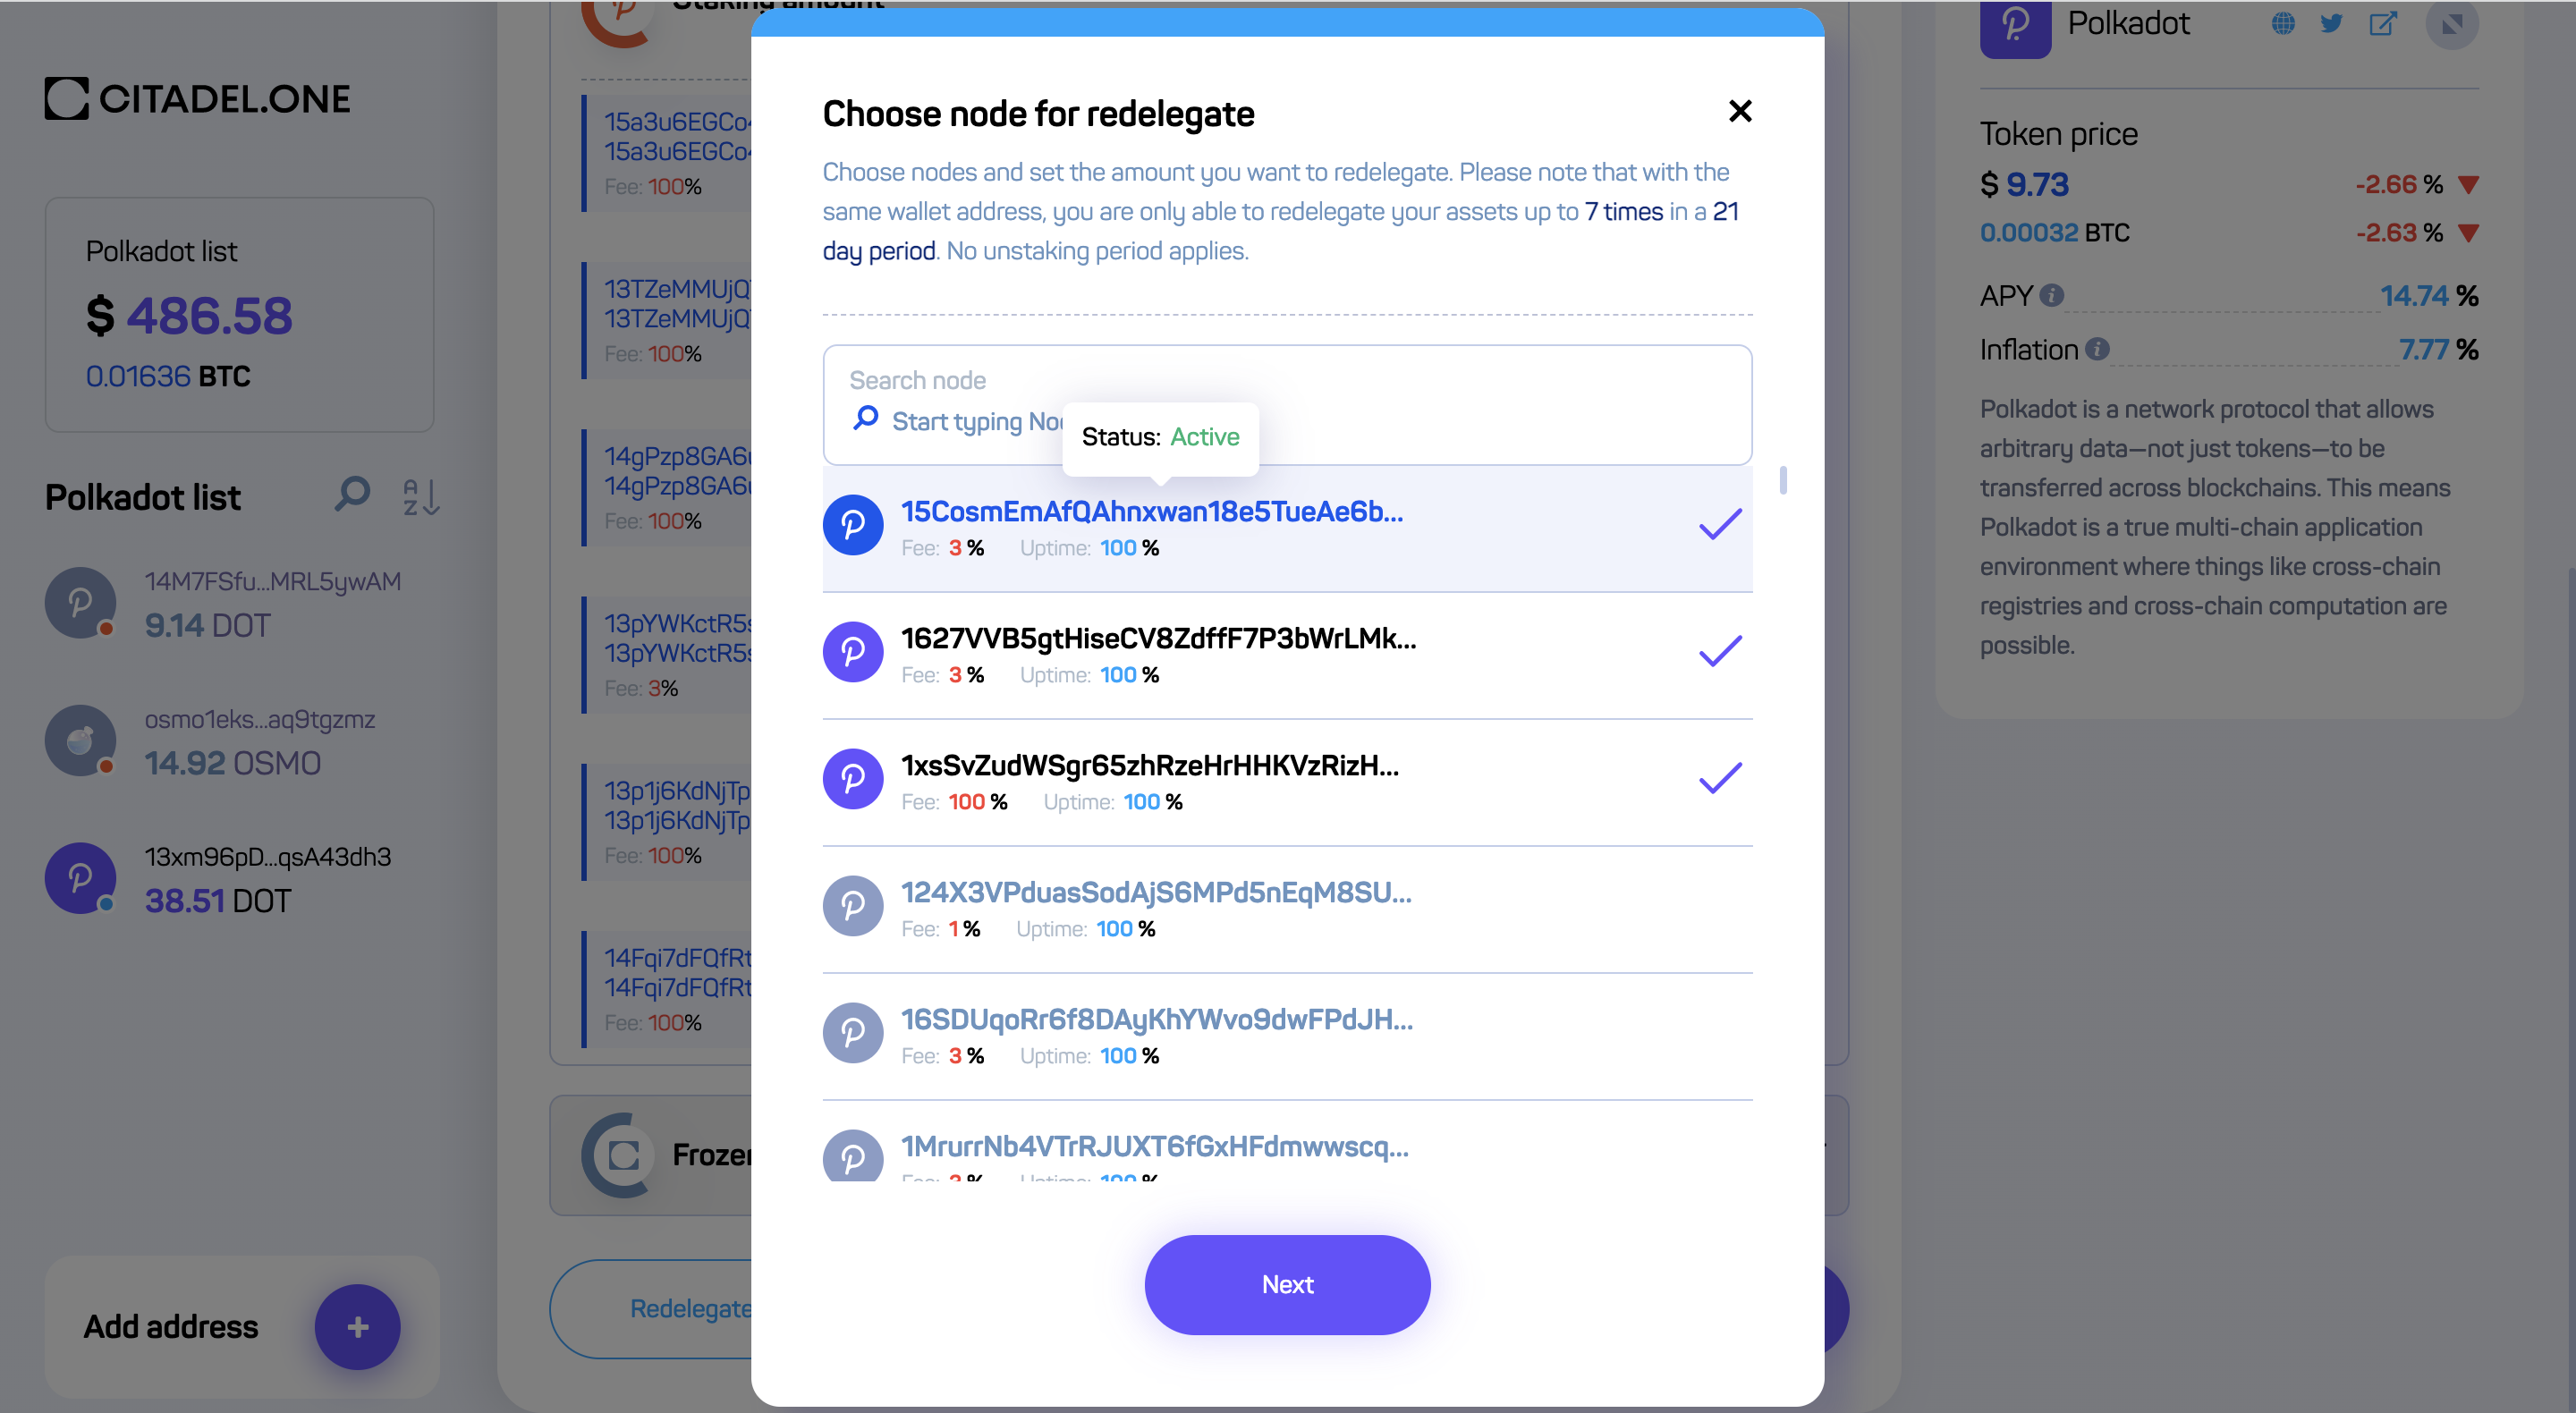 CITADEL.ONE
Polkadot list
$ 486.58
0.01636 BTC
Polkadot list
14M7FSfu...MRL5ywAM
9.14 DOT
osmo1eks...aq9tgzmz
14.92 OSMO
13xm96pD...qsA43dh3
38.51 DOT
Add address
Staking amount
15a3u6EGCo
15a3u6EGCo
Fee: 100%
13TZeMMUjQ
13TZeMMUjQ
Fee: 100%
14gPzp8GA6
14gPzp8GA6
Fee: 100%
13pYWKctR5
13pYWKctR5
Fee: 3%
13p1j6KdNjTp
13p1j6KdNjTp
Fee: 100%
14Fqi7dFQfRt
14Fqi7dFQfRt
Fee: 100%
Redelegate
Choose node for redelegate
Choose nodes and set the amount you want to redelegate. Please note that with the
same wallet address, you are only able to redelegate your assets up to 7 times in a 21
day period. No unstaking period applies.
Search node
Start typing
Status: Active
15CosmEmAfQAhnxwan18e5TueAe6b...
Fee: 3 % Uptime: 100 %
1627VVB5gtHiseCV8ZdffF7P3bWrLMk...
Fee: 3 % Uptime: 100 %
1xsSvZudWSgr65zhRzeHrHHKVzRizH...
Fee: 100 % Uptime: 100 %
124X3VPduasSodAjS6MPd5nEqM8SU...
Fee: 1 % Uptime: 100 %
16SDUqoRr6f8DAyKhYWvo9dwFPdJH...
Fee: 3 % Uptime: 100 %
1MrurrNb4VTrRJUXT6fGxHFdmwwscq...
Next
Polkadot
Token price
$ 9.73 -2.66 %
0.00032 BTC -2.63 %
APY 14.74 %
Inflation 7.77 %
Polkadot is a network protocol that allows
arbitrary data—not just tokens—to be
transferred across blockchains. This means
Polkadot is a true multi-chain application
environment where things like cross-chain
registries and cross-chain computation are
possible.